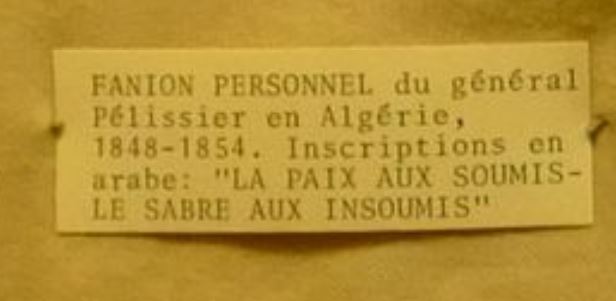 FANION PERSONNEL du général
Pélissier en Algérie,
1848-1854. Inscriptions en
arabe: "LA PAIX AUX SOUMIS-
LE SABRE AUX INSOUMIS"